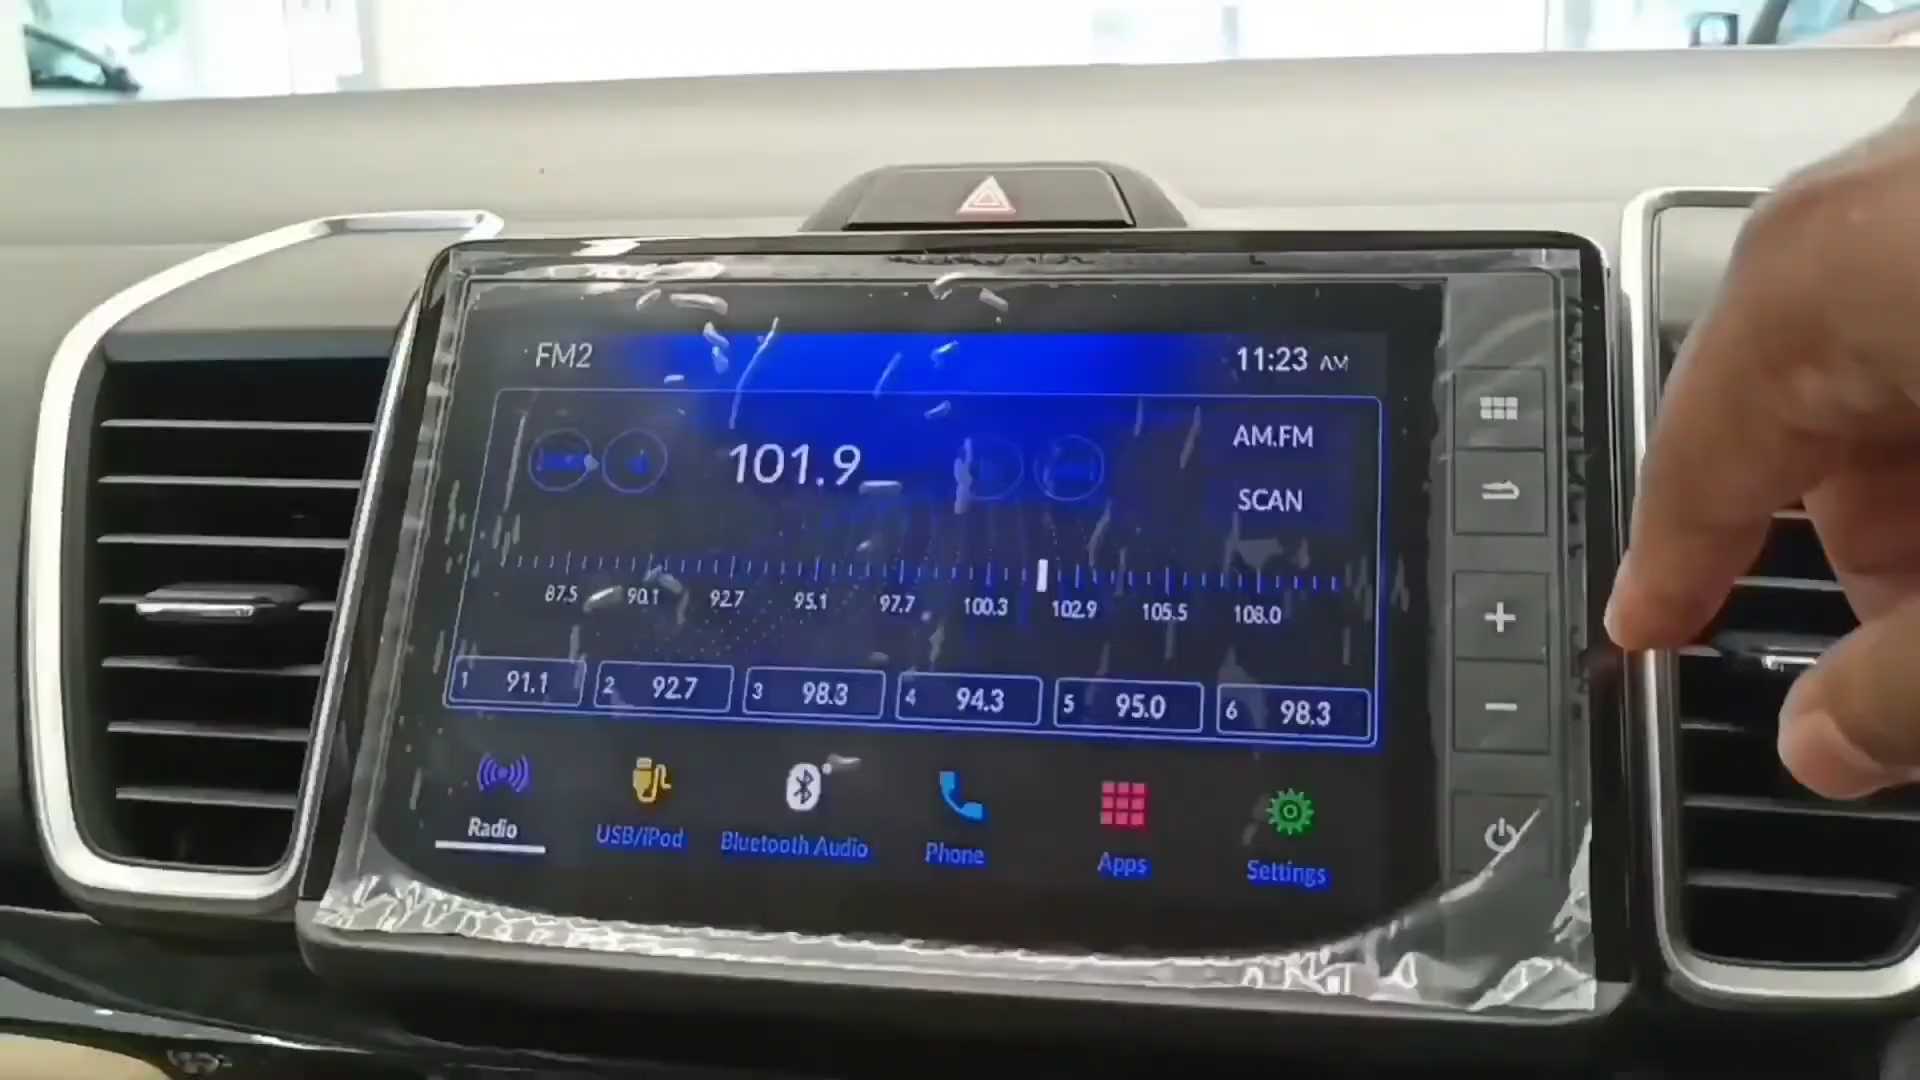 FM2
11:23 AM
101.9
AM.FM
SCAN
87.5 90.1 92.7 95.1 97.7 100.3 102.9 105.5 108.0
1 91.1
2 92.7
3 98.3
4 94.3
5 95.0
6 98.3
Radio
USB/iPod
Bluetooth Audio
Phone
Apps
Settings